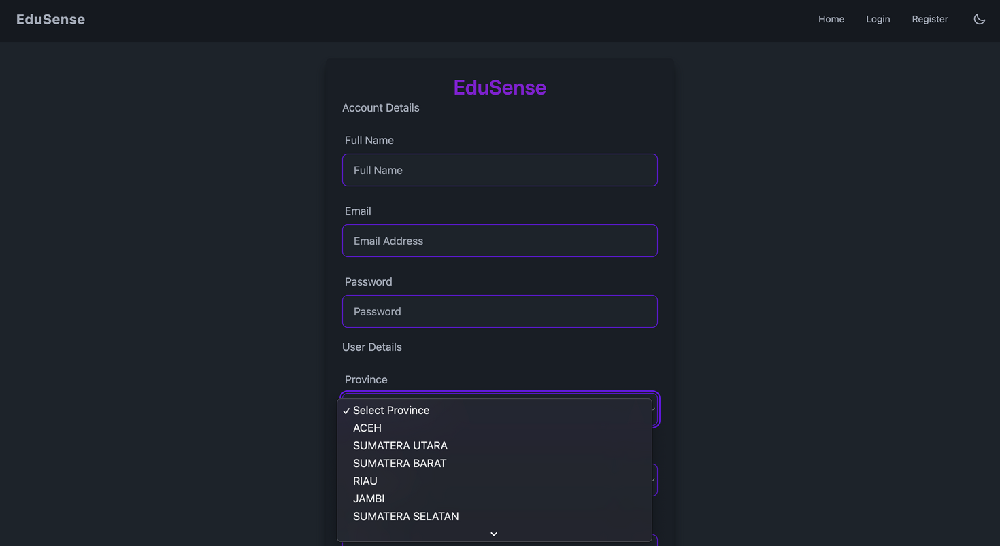 EduSense
Home Login Register
EduSense
Account Details
Full Name
Full Name
Email
Email Address
Password
Password
User Details
Province
✓ Select Province
ACEH
SUMATERA UTARA
SUMATERA BARAT
RIAU
JAMBI
SUMATERA SELATAN